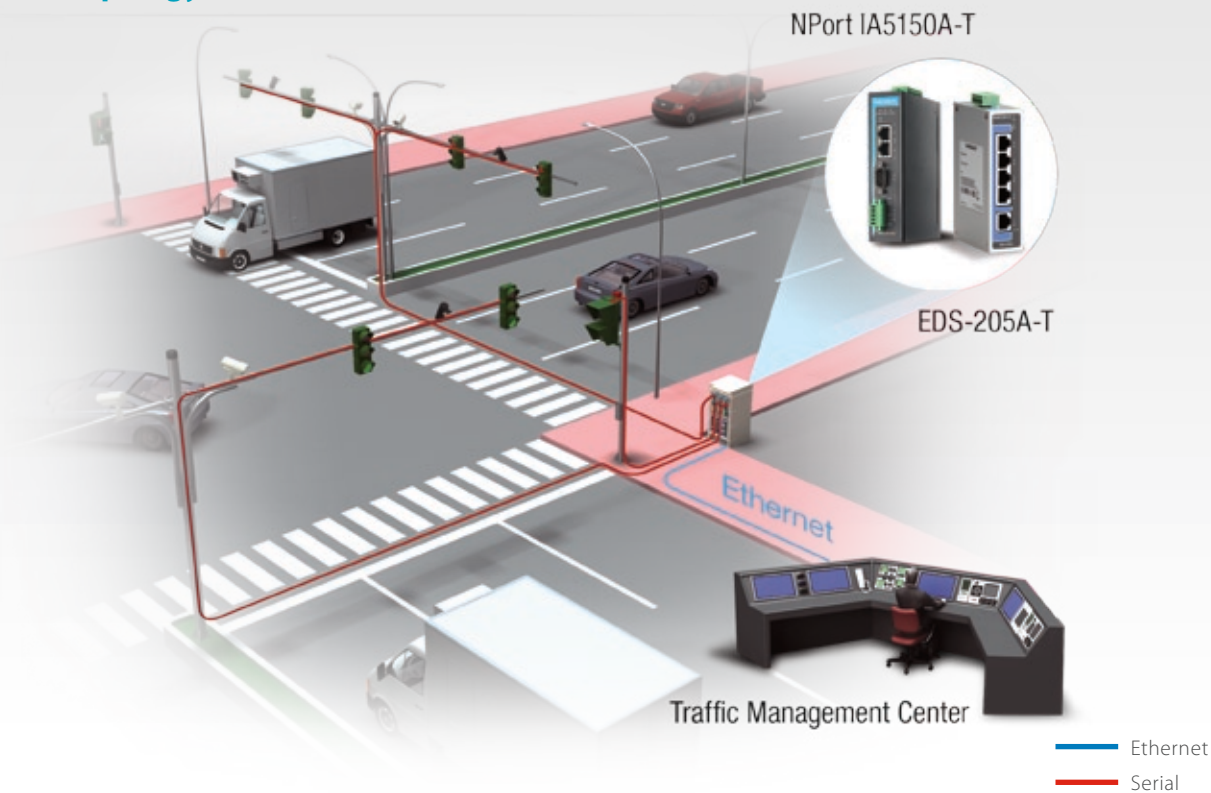 NPort IA5150A-T
EDS-205A-T
Ethernet
Traffic Management Center
Ethernet
Serial